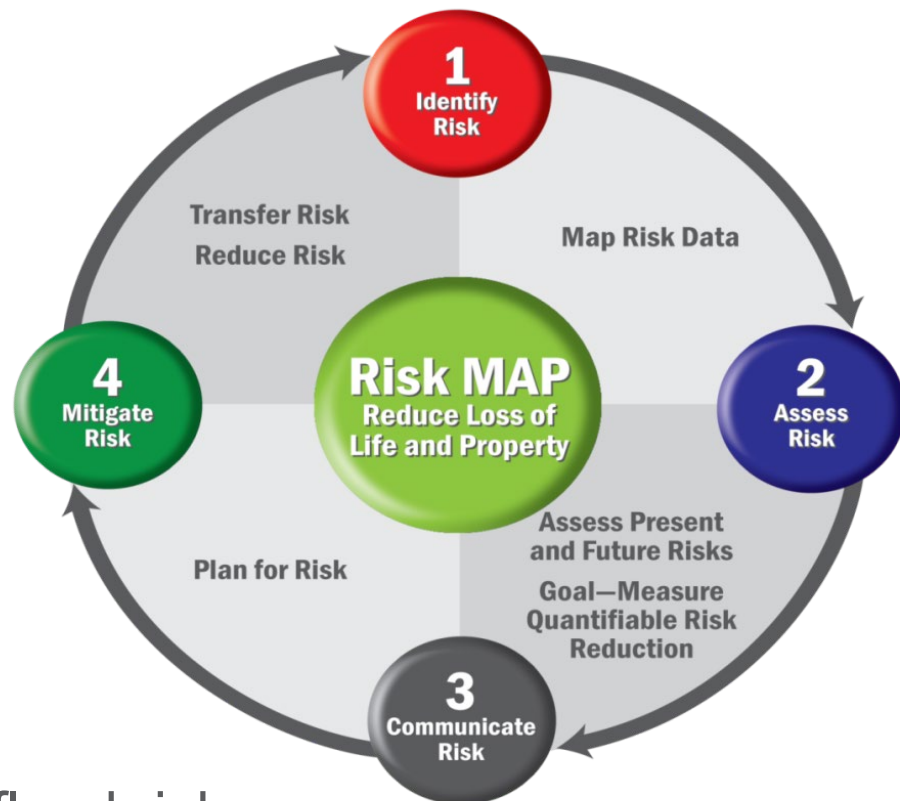 1
Identify
Risk
Transfer Risk
Reduce Risk
Map Risk Data
Risk MAP
Reduce Loss of
Life and Property
4
Mitigate
Risk
2
Assess
Risk
Assess Present
and Future Risks
Goal—Measure
Quantifiable Risk
Reduction
Plan for Risk
3
Communicate
Risk